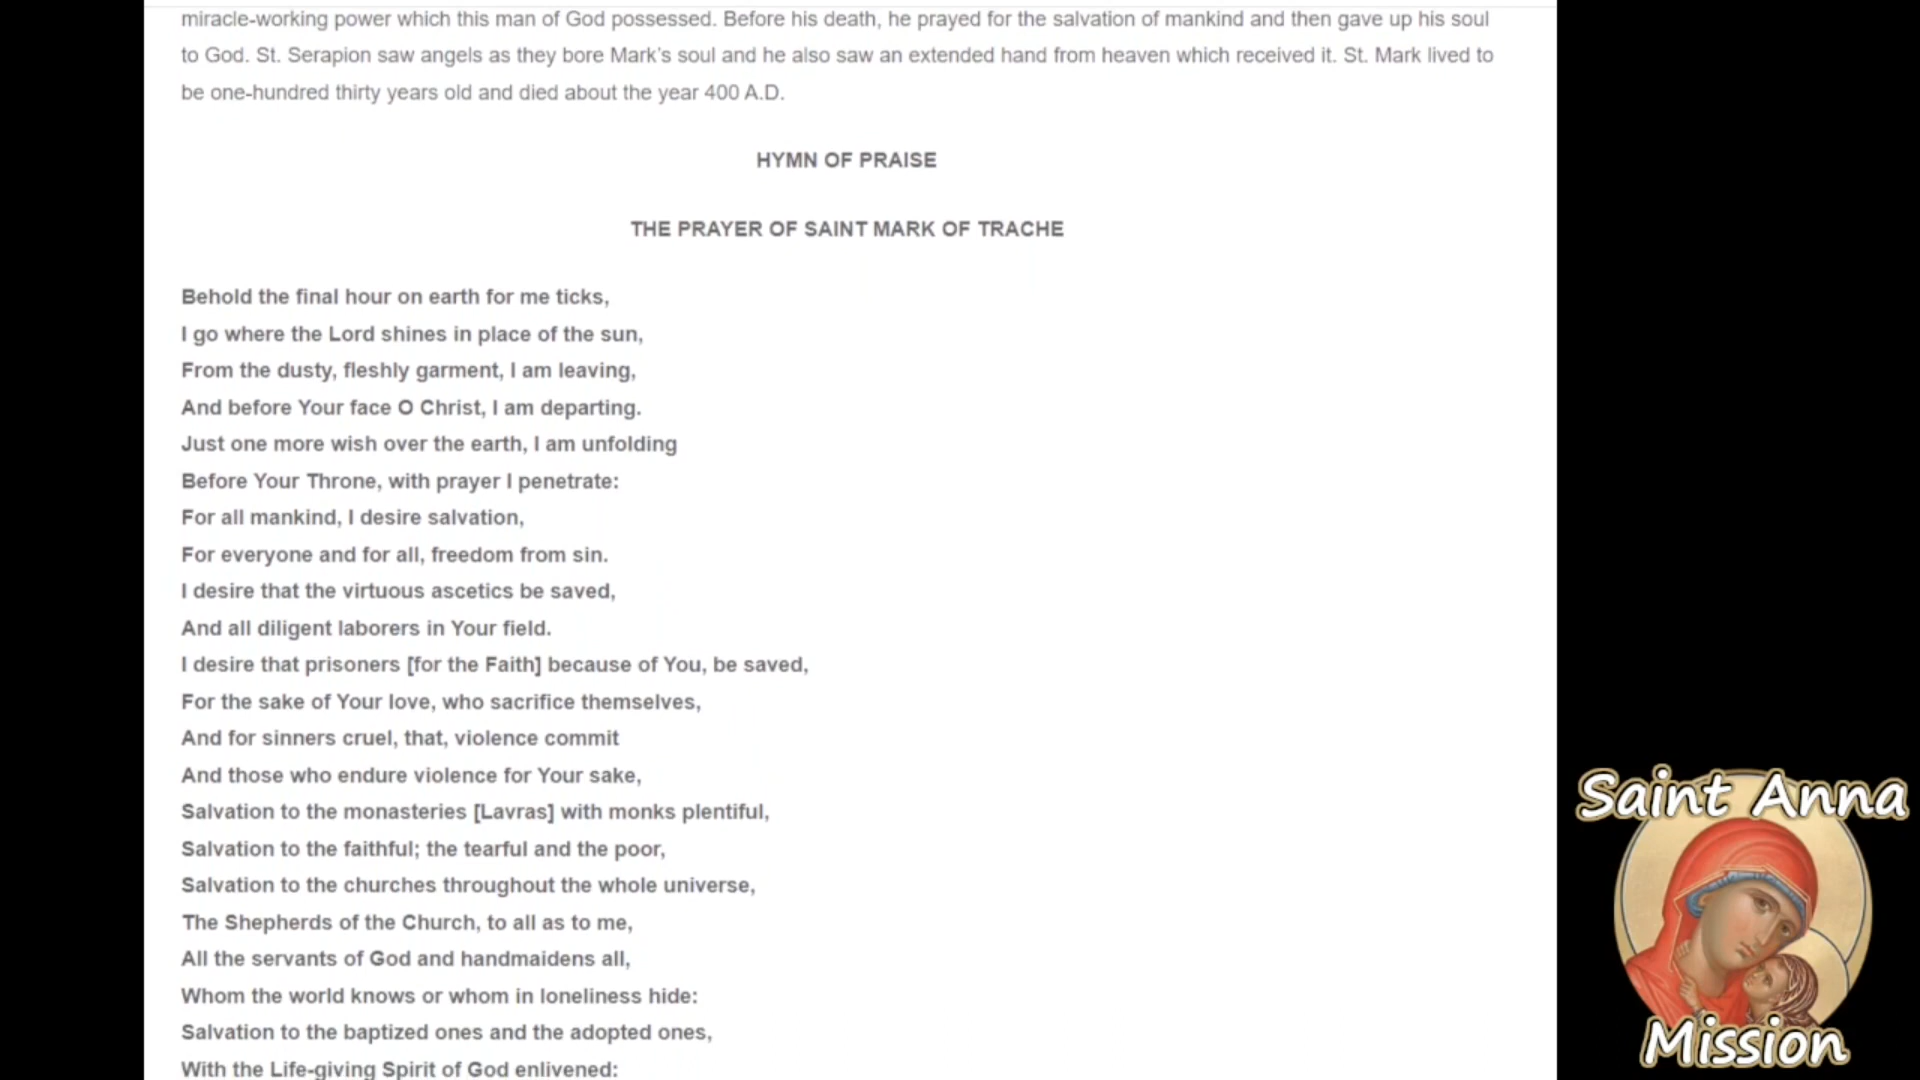 miracle-working power which this man of God possessed. Before his death, he prayed for the salvation of mankind and then gave up his soul
to God. St. Serapion saw angels as they bore Mark's soul and he also saw an extended hand from heaven which received it. St. Mark lived to
be one-hundred thirty years old and died about the year 400 A.D.
HYMN OF PRAISE
THE PRAYER OF SAINT MARK OF TRACHE
Behold the final hour on earth for me ticks,
I go where the Lord shines in place of the sun,
From the dusty, fleshly garment, I am leaving,
And before Your face O Christ, I am departing.
Just one more wish over the earth, I am unfolding
Before Your Throne, with prayer I penetrate:
For all mankind, I desire salvation,
For everyone and for all, freedom from sin.
I desire that the virtuous ascetics be saved,
And all diligent laborers in Your field.
I desire that prisoners [for the Faith] because of You, be saved,
For the sake of Your love, who sacrifice themselves,
And for sinners cruel, that, violence commit
And those who endure violence for Your sake,
Salvation to the monasteries [Lavras] with monks plentiful,
Salvation to the faithful; the tearful and the poor,
Salvation to the churches throughout the whole universe,
The Shepherds of the Church, to all as to me,
All the servants of God and handmaidens all,
Whom the world knows or whom in loneliness hide:
Salvation to the baptized ones and the adopted ones,
With the Life-giving Spirit of God enlivened:
Saint Anna
Mission